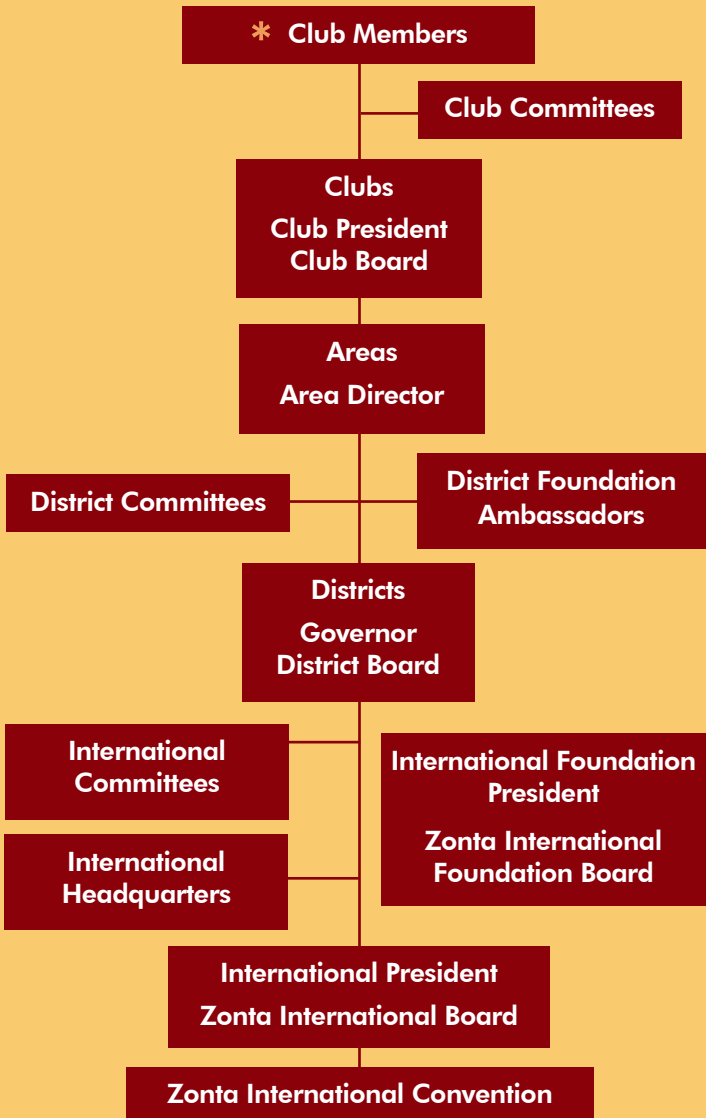 * Club Members
Club Committees
Clubs
Club President
Club Board
Areas
Area Director
District Committees
District Foundation
Ambassadors
Districts
Governor
District Board
International
Committees
International Foundation
President
Zonta International
Foundation Board
International
Headquarters
International President
Zonta International Board
Zonta International Convention